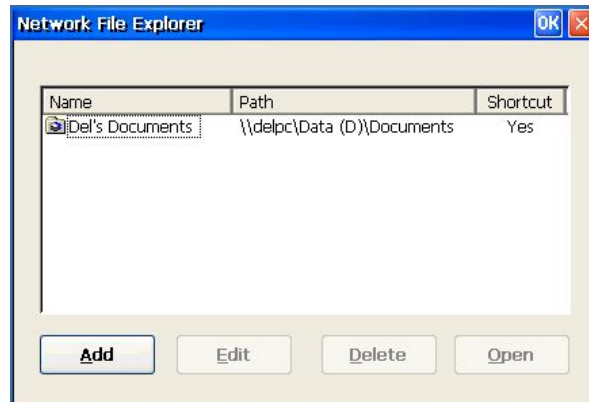 Network File Explorer OK
Name Path Shortcut
Del's Documents \\delpc\Data (D)\Documents Yes
Add Edit Delete Open